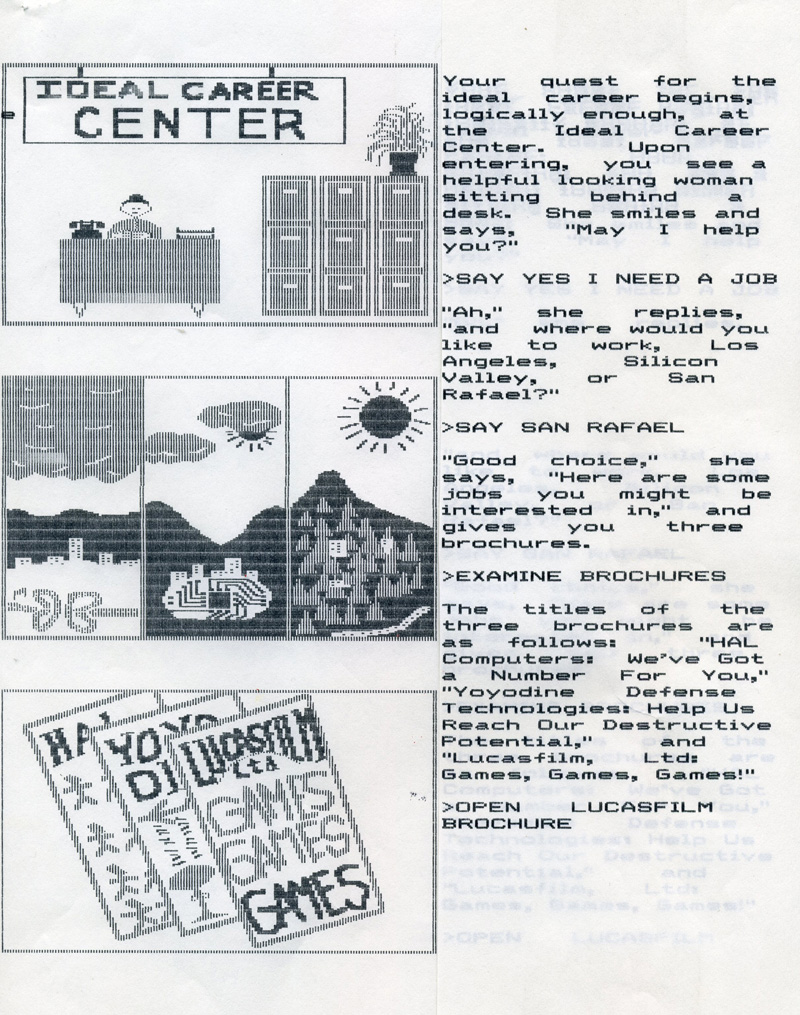 IDEAL CAREER
CENTER
Your quest for the
ideal career begins,
logically enough, at
the Ideal Career
Center. Upon
entering, you see a
helpful looking woman
sitting behind a
desk. She smiles and
says, "May I help
you?"
>SAY YES I NEED A JOB
"Ah," she replies,
"and where would you
like to work, Los
Angeles, Silicon
Valley, or San
Rafael?"
>SAY SAN RAFAEL
"Good choice," she
says, "Here are some
jobs you might be
interested in," and
gives you three
brochures.
>EXAMINE BROCHURES
The titles of the
three brochures are
as follows: "HAL
Computers: We've Got
a Number For You,"
"Yoyodine Defense
Technologies: Help Us
Reach Our Destructive
Potential," and
"Lucasfilm, Ltd:
Games, Games, Games!"
>OPEN LUCASFILM
BROCHURE
HAL
YOYO
DI
LUCASFILM
LTD
GAMES
GAMES
GAMES